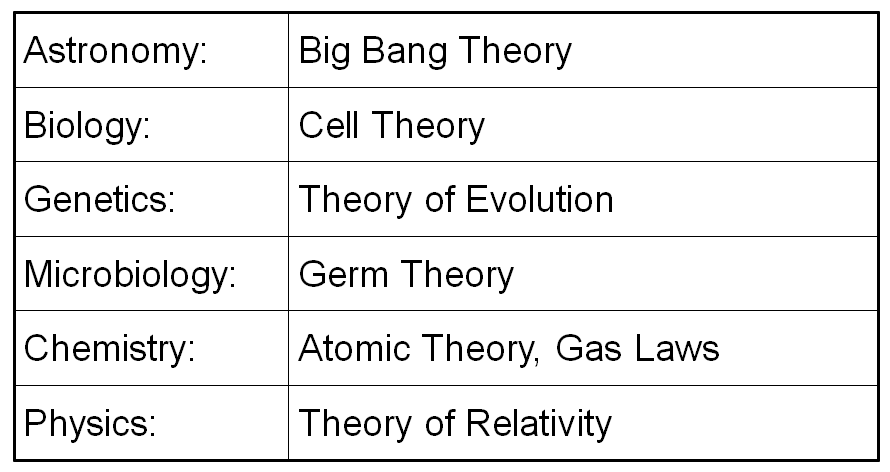 Astronomy: Big Bang Theory
Biology: Cell Theory
Genetics: Theory of Evolution
Microbiology: Germ Theory
Chemistry: Atomic Theory, Gas Laws
Physics: Theory of Relativity